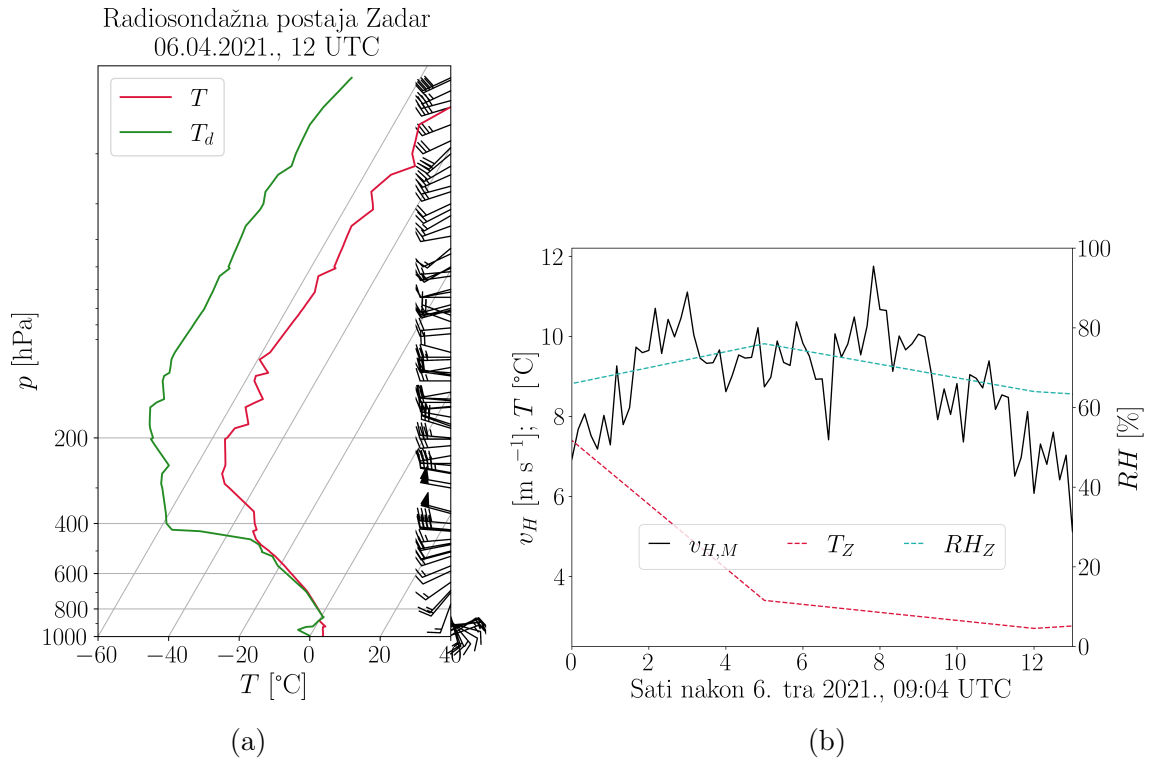 Radiosondažna postaja Zadar
06.04.2021., 12 UTC
T
T_d
p [hPa]
200
400
600
800
1000
−60
−40
−20
0
20
40
T [°C]
(a)
v_H [m s⁻¹]; T [°C]
12
10
8
6
4
100
80
60
40
20
0
RH [%]
v_{H,M}
T_Z
RH_Z
0
2
4
6
8
10
12
Sati nakon 6. tra 2021., 09:04 UTC
(b)